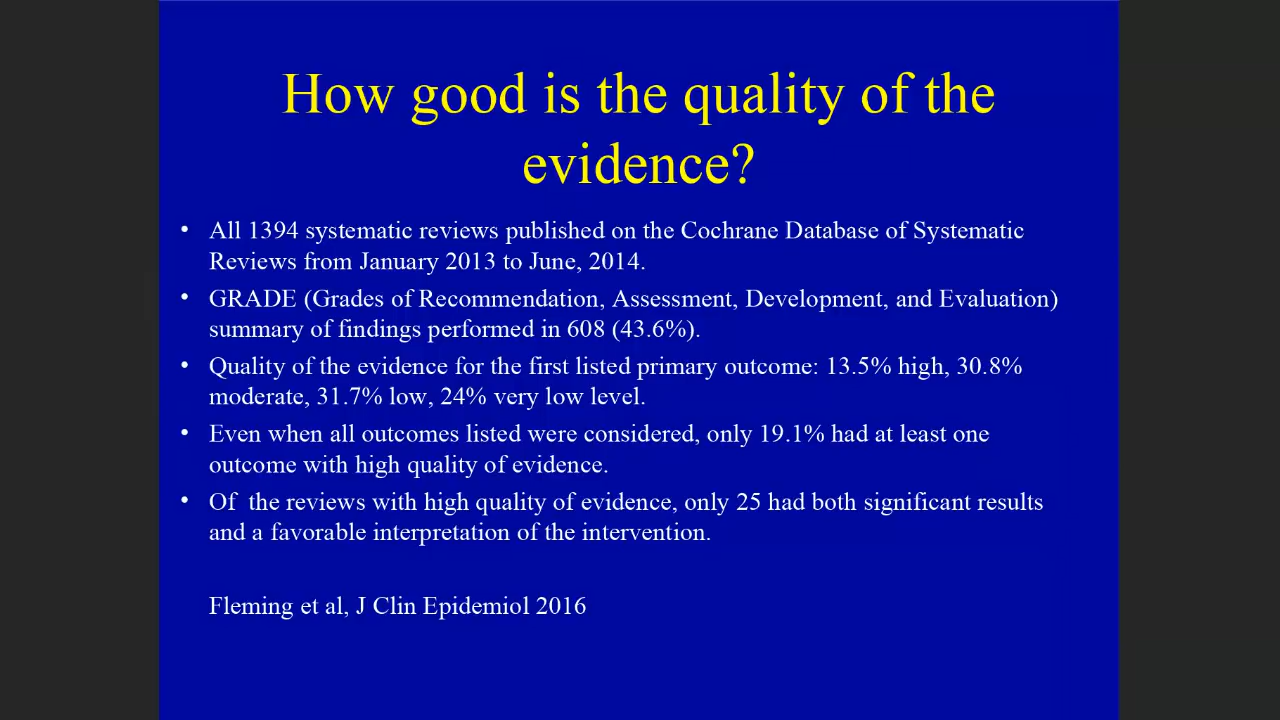 How good is the quality of the
evidence?
• All 1394 systematic reviews published on the Cochrane Database of Systematic
Reviews from January 2013 to June, 2014.
• GRADE (Grades of Recommendation, Assessment, Development, and Evaluation)
summary of findings performed in 608 (43.6%).
• Quality of the evidence for the first listed primary outcome: 13.5% high, 30.8%
moderate, 31.7% low, 24% very low level.
• Even when all outcomes listed were considered, only 19.1% had at least one
outcome with high quality of evidence.
• Of  the reviews with high quality of evidence, only 25 had both significant results
and a favorable interpretation of the intervention.
Fleming et al, J Clin Epidemiol 2016